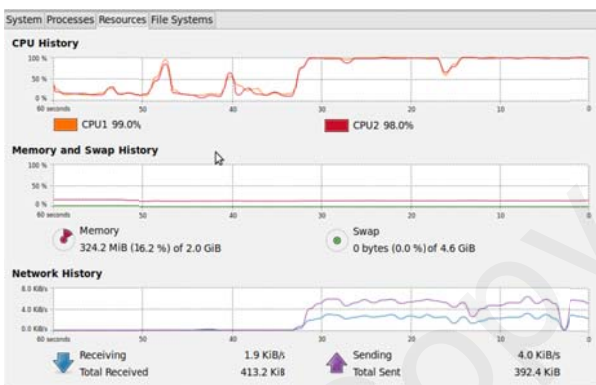 System Processes Resources File Systems
CPU History
100 %
50 %
0 %
60 seconds 50 40 30 20 10 0
CPU1 99.0% CPU2 98.0%
Memory and Swap History
100 %
50 %
0 %
60 seconds 50 40 30 20 10 0
Memory Swap
324.2 MiB (16.2 %) of 2.0 GiB 0 bytes (0.0 %) of 4.6 GiB
Network History
8.0 KiB/s
4.0 KiB/s
0.0 KiB/s
60 seconds 50 40 30 20 10 0
Receiving 1.9 KiB/s Sending 4.0 KiB/s
Total Received 413.2 KiB Total Sent 392.4 KiB